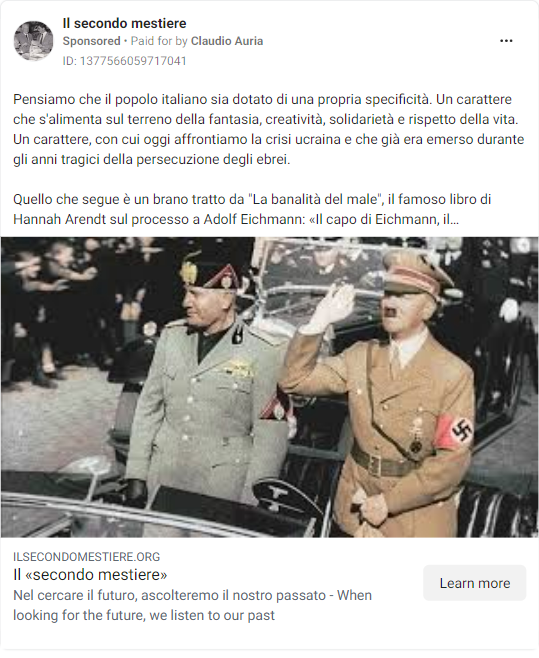 Il secondo mestiere
Sponsored • Paid for by Claudio Auria
ID: 1377566059717041
Pensiamo che il popolo italiano sia dotato di una propria specificità. Un carattere
che s'alimenta sul terreno della fantasia, creatività, solidarietà e rispetto della vita.
Un carattere, con cui oggi affrontiamo la crisi ucraina e che già era emerso durante
gli anni tragici della persecuzione degli ebrei.
Quello che segue è un brano tratto da "La banalità del male", il famoso libro di
Hannah Arendt sul processo a Adolf Eichmann: «Il capo di Eichmann, il...
ILSECONDOMESTIERE.ORG
Il «secondo mestiere»
Nel cercare il futuro, ascolteremo il nostro passato - When
looking for the future, we listen to our past
Learn more